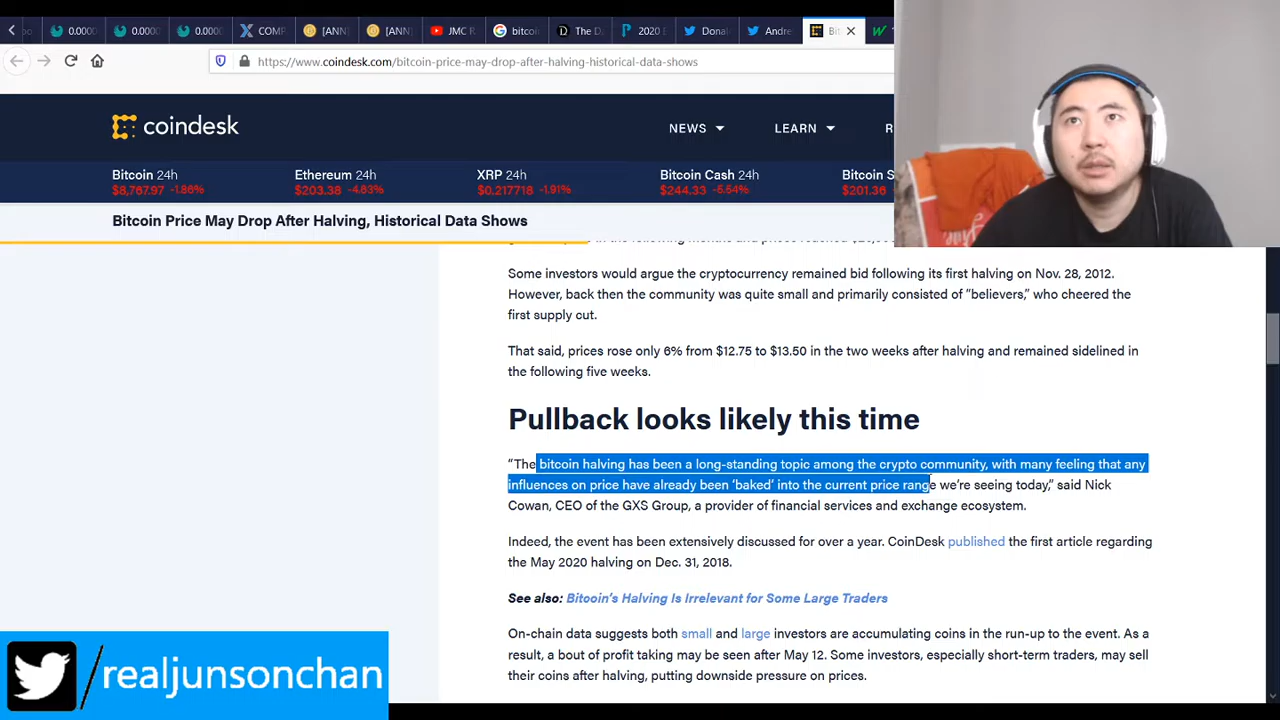 0.0000
0.0000
0.0000
COMP
[ANN]
[ANN]
JMC R
bitcoin
The D
2020 E
Donal
Andre
https://www.coindesk.com/bitcoin-price-may-drop-after-halving-historical-data-shows
coindesk
NEWS
LEARN
R
Bitcoin 24h
$8,767.97 -1.86%
Ethereum 24h
$203.38 -4.83%
XRP 24h
$0.217718 -1.91%
Bitcoin Cash 24h
$244.33 -5.54%
Bitcoin S
$201.36
Bitcoin Price May Drop After Halving, Historical Data Shows
in the following months and prices reached
Some investors would argue the cryptocurrency remained bid following its first halving on Nov. 28, 2012.
However, back then the community was quite small and primarily consisted of “believers,” who cheered the
first supply cut.
That said, prices rose only 6% from $12.75 to $13.50 in the two weeks after halving and remained sidelined in
the following five weeks.
Pullback looks likely this time
“The bitcoin halving has been a long-standing topic among the crypto community, with many feeling that any
influences on price have already been ‘baked’ into the current price range we’re seeing today,” said Nick
Cowan, CEO of the GXS Group, a provider of financial services and exchange ecosystem.
Indeed, the event has been extensively discussed for over a year. CoinDesk published the first article regarding
the May 2020 halving on Dec. 31, 2018.
See also: Bitcoin’s Halving Is Irrelevant for Some Large Traders
On-chain data suggests both small and large investors are accumulating coins in the run-up to the event. As a
result, a bout of profit taking may be seen after May 12. Some investors, especially short-term traders, may sell
their coins after halving, putting downside pressure on prices.
/realjunsonchan